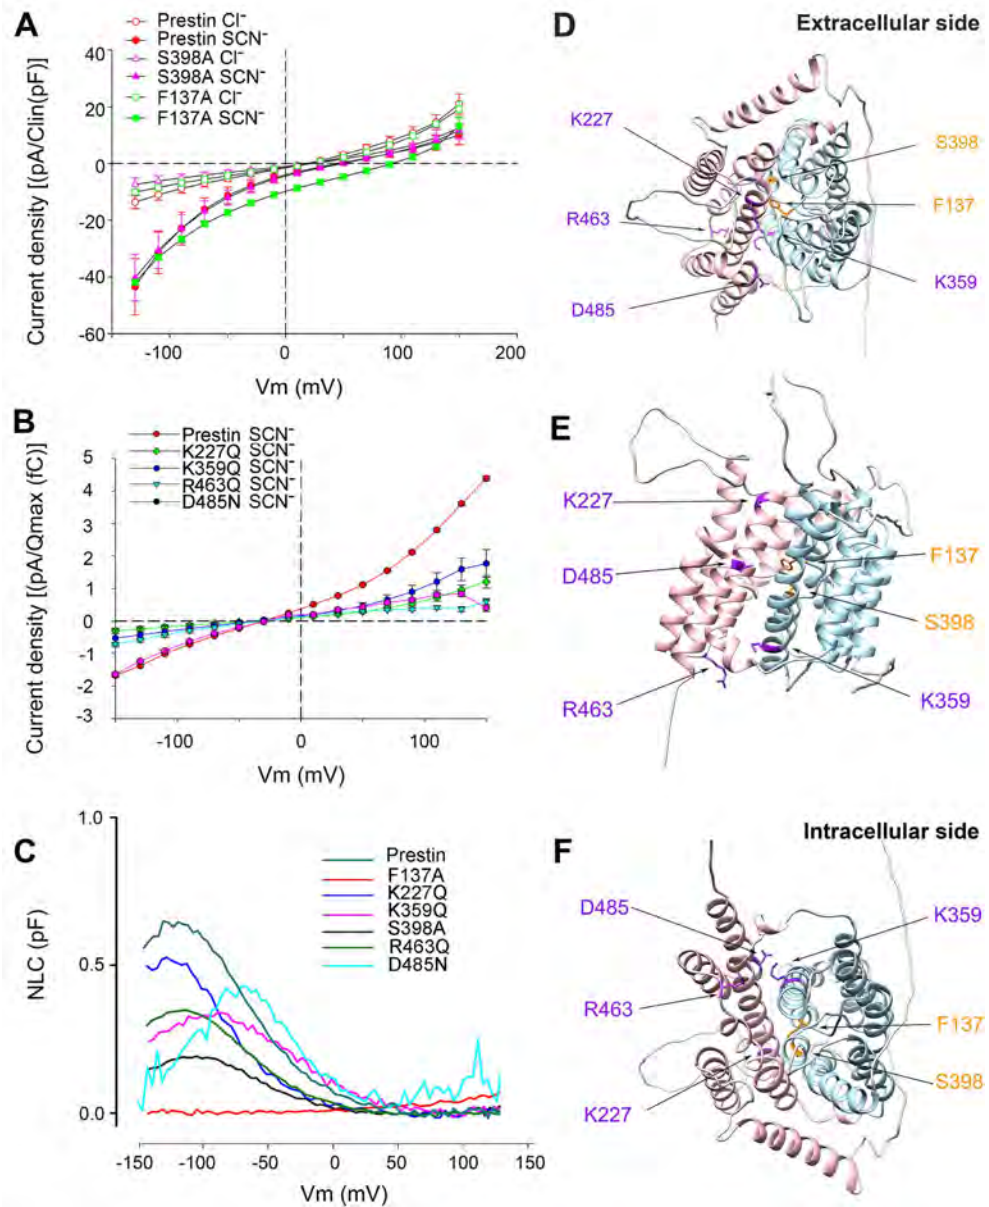 A
Prestin Cl⁻
Prestin SCN⁻
S398A Cl⁻
S398A SCN⁻
F137A Cl⁻
F137A SCN⁻
Current density [(pA/Clin(pF)]
40
20
0
-20
-40
-60
-100
0
100
200
Vm (mV)
B
Prestin SCN⁻
K227Q SCN⁻
K359Q SCN⁻
R463Q SCN⁻
D485N SCN⁻
Current density [(pA/Qmax (fC)]
5
4
3
2
1
0
-1
-2
-3
-100
0
100
Vm (mV)
C
Prestin
F137A
K227Q
K359Q
S398A
R463Q
D485N
NLC (pF)
1.0
0.5
0.0
-150
-100
-50
0
50
100
150
Vm (mV)
D
Extracellular side
K227
S398
R463
F137
D485
K359
E
K227
F137
D485
S398
R463
K359
Intracellular side
F
D485
K359
R463
F137
S398
K227